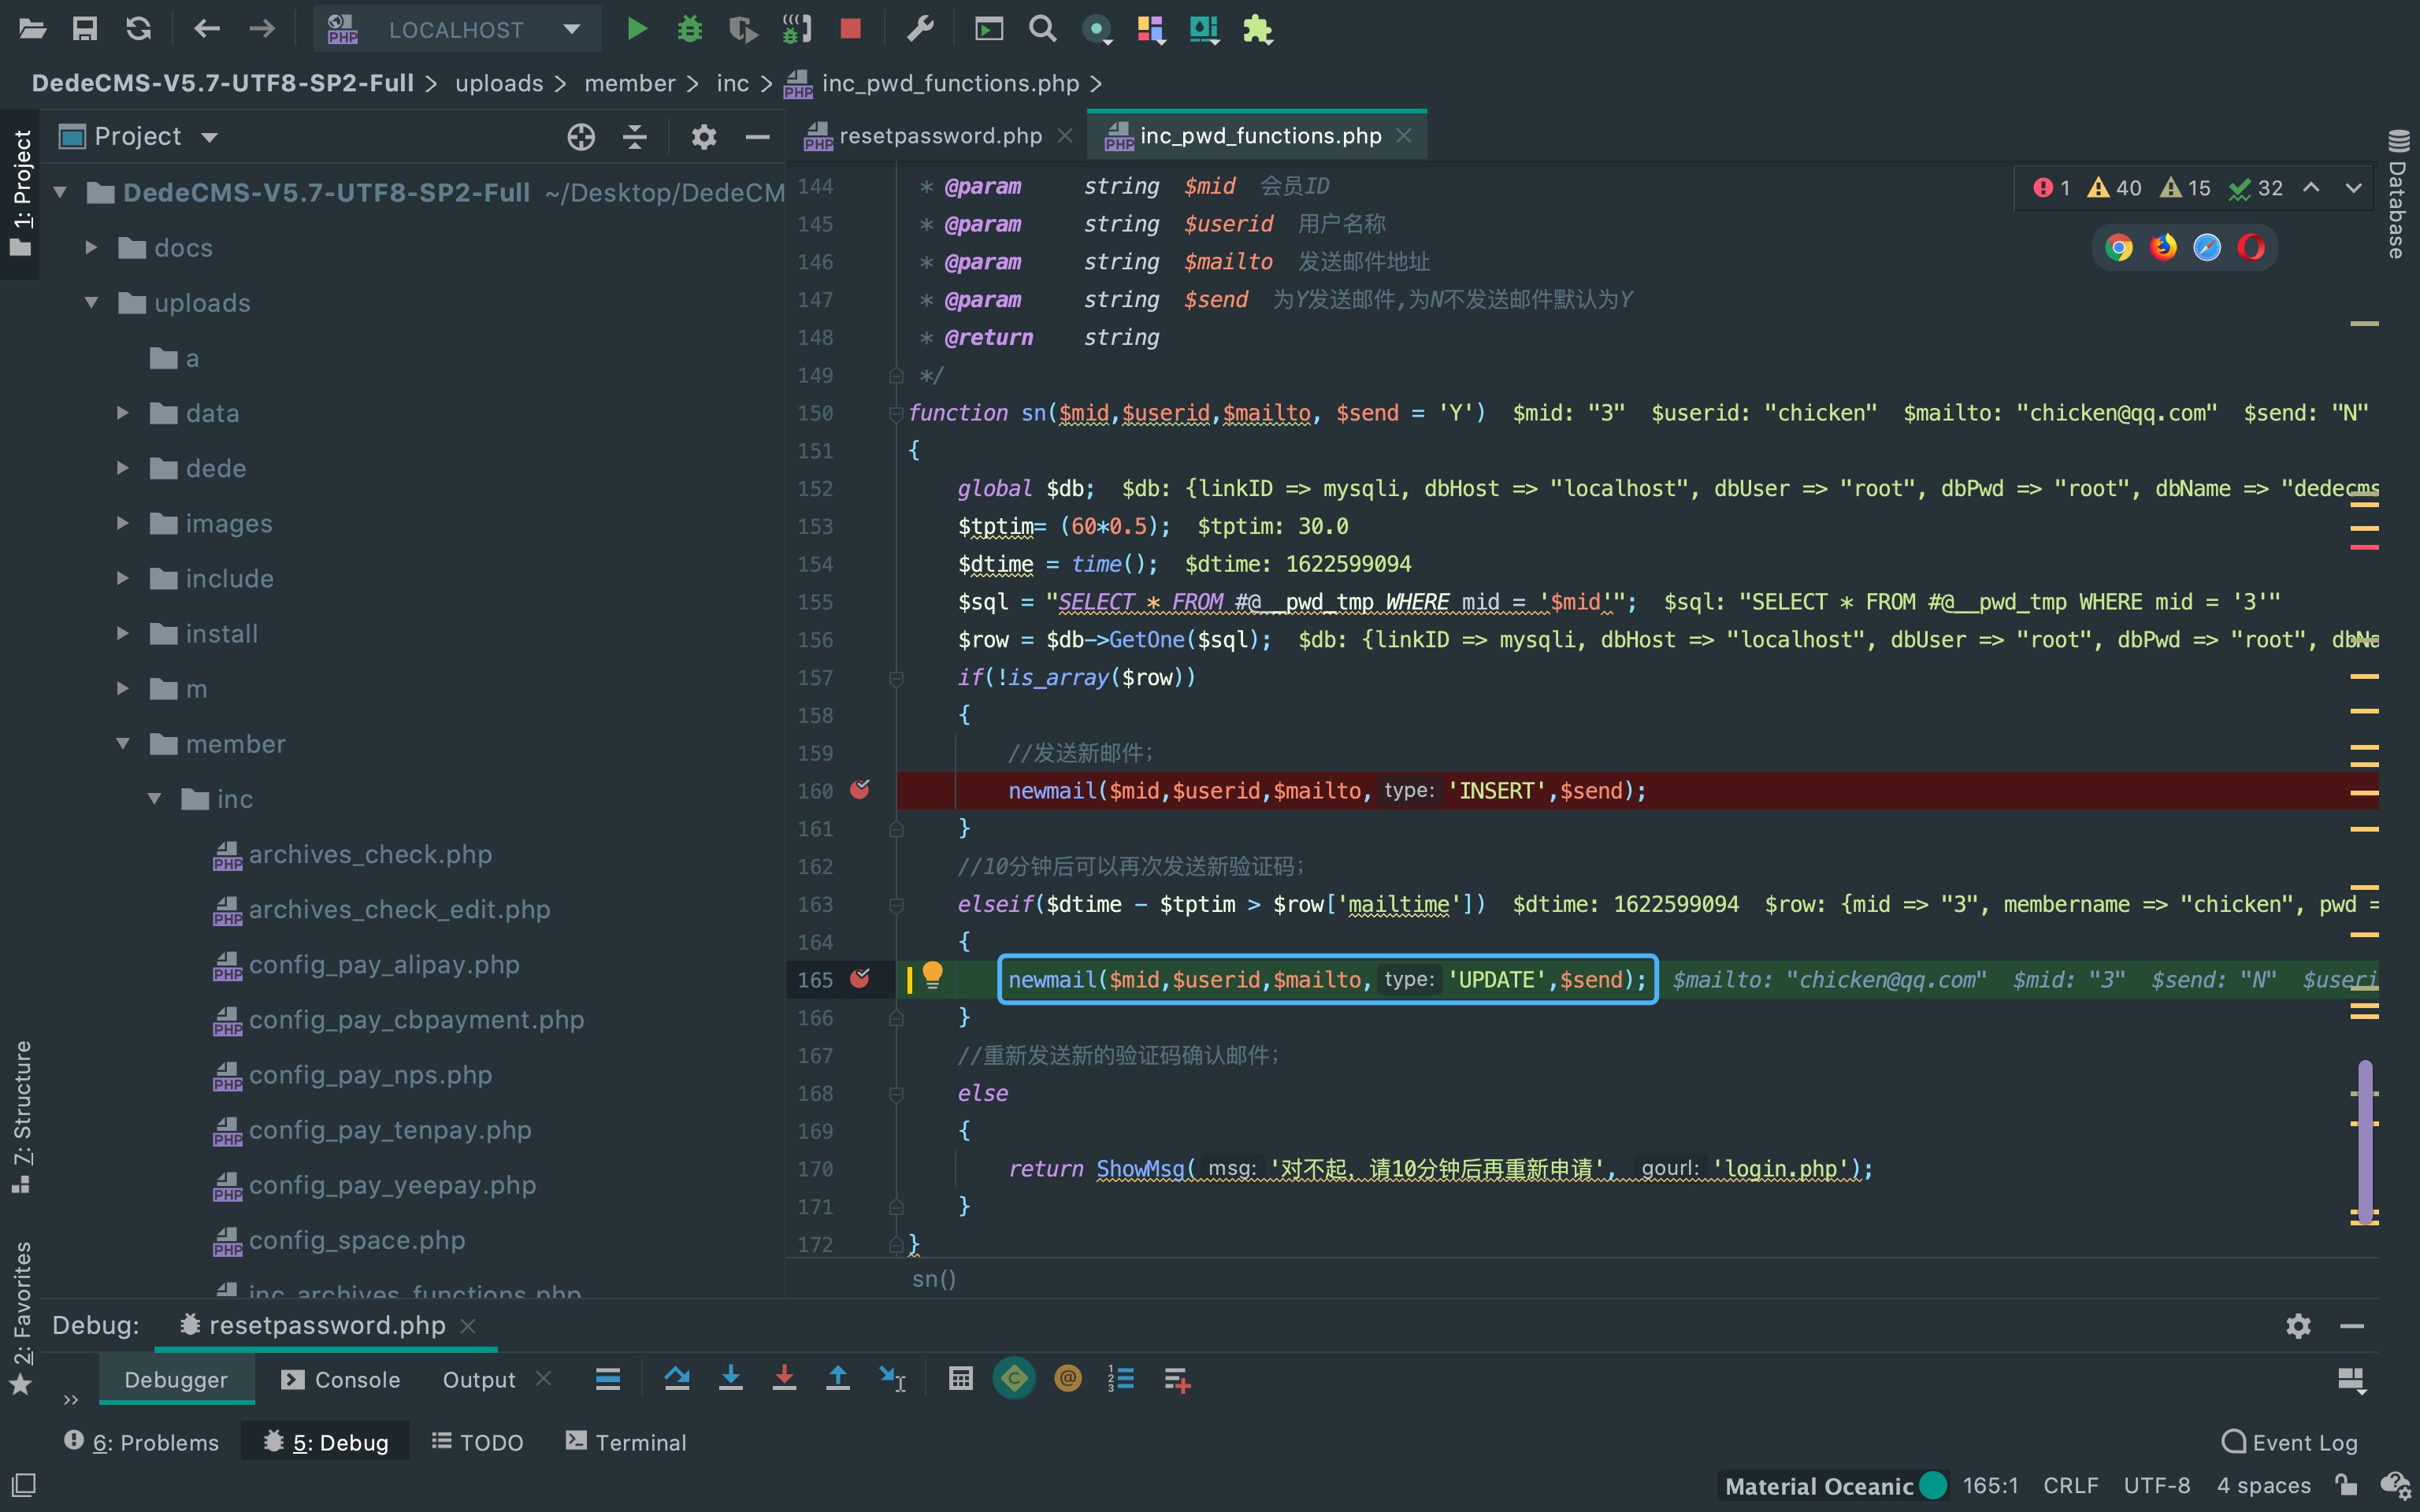 LOCALHOST
DedeCMS-V5.7-UTF8-SP2-Full uploads member inc inc_pwd_functions.php
1: Project
Project
resetpassword.php
inc_pwd_functions.php
Database
1 40 15 32
DedeCMS-V5.7-UTF8-SP2-Full ~/Desktop/DedeCM
docs
uploads
a
data
dede
images
include
install
m
member
inc
archives_check.php
archives_check_edit.php
config_pay_alipay.php
config_pay_cbpayment.php
config_pay_nps.php
config_pay_tenpay.php
config_pay_yeepay.php
config_space.php
inc_archives_functions.php
144 * @param string $mid 会员ID
145 * @param string $userid 用户名称
146 * @param string $mailto 发送邮件地址
147 * @param string $send 为Y发送邮件,为N不发送邮件默认为Y
148 * @return string
149 */
150 function sn($mid,$userid,$mailto, $send = 'Y') $mid: "3" $userid: "chicken" $mailto: "chicken@qq.com" $send: "N"
151 {
152 global $db; $db: {linkID => mysqli, dbHost => "localhost", dbUser => "root", dbPwd => "root", dbName => "dedecms
153 $tptim= (60*0.5); $tptim: 30.0
154 $dtime = time(); $dtime: 1622599094
155 $sql = "SELECT * FROM #@__pwd_tmp WHERE mid = '$mid'"; $sql: "SELECT * FROM #@__pwd_tmp WHERE mid = '3'"
156 $row = $db->GetOne($sql); $db: {linkID => mysqli, dbHost => "localhost", dbUser => "root", dbPwd => "root", dbNa
157 if(!is_array($row))
158 {
159 //发送新邮件；
160 newmail($mid,$userid,$mailto, type: 'INSERT',$send);
161 }
162 //10分钟后可以再次发送新验证码；
163 elseif($dtime - $tptim > $row['mailtime']) $dtime: 1622599094 $row: {mid => "3", membername => "chicken", pwd =
164 {
165 newmail($mid,$userid,$mailto, type: 'UPDATE',$send); $mailto: "chicken@qq.com" $mid: "3" $send: "N" $useri
166 }
167 //重新发送新的验证码确认邮件；
168 else
169 {
170 return ShowMsg( msg: '对不起，请10分钟后再重新申请', gourl: 'login.php');
171 }
172 }
sn()
7: Structure
2: Favorites
Debug: resetpassword.php
Debugger Console Output
6: Problems 5: Debug TODO Terminal Event Log
Material Oceanic 165:1 CRLF UTF-8 4 spaces